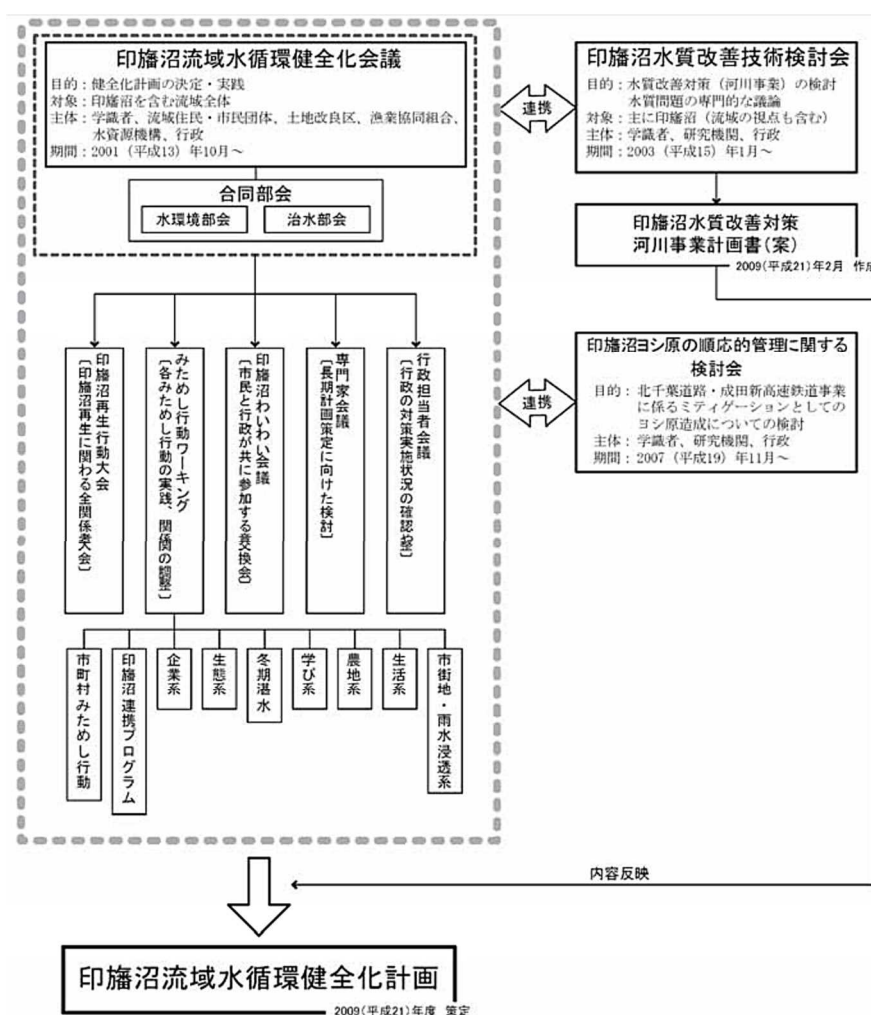 印旛沼流域水循環健全化会議
目的：健全化計画の決定・実践
対象：印旛沼を含む流域全体
主体：学識者、流域住民・市民団体、土地改良区、漁業協同組合、
水資源機構、行政
期間：2001（平成13）年10月～
合同部会
水環境部会
治水部会
連携
印旛沼水質改善技術検討会
目的：水質改善対策（河川事業）の検討
水質問題の専門的な議論
対象：主に印旛沼（流域の視点も含む）
主体：学識者、研究機関、行政
期間：2003（平成15）年1月～
印旛沼水質改善対策
河川事業計画書（案）
2009（平成21）年2月 作成
連携
印旛沼ヨシ原の順応的管理に関する
検討会
目的：北千葉道路・成田新高速鉄道事業
に係るミティゲーションとしての
ヨシ原造成についての検討
主体：学識者、研究機関、行政
期間：2007（平成19）年11月～
印旛沼再生行動大会
［印旛沼再生に関わる全関係者大会］
みためし行動ワーキング
［各みためし行動の実践、関係間の調整］
印旛沼わいわい会議
［市民と行政が共に参加する意見交換会］
専門家会議
［長期計画策定に向けた検討］
行政担当者会議
［行政の対策実施状況の確認
市町村みためし行動
印旛沼連携プログラム
企業系
生態系
冬期湛水
学び系
農地系
生活系
市街地・雨水浸透系
内容反映
印旛沼流域水循環健全化計画
2009（平成21）年度 策定